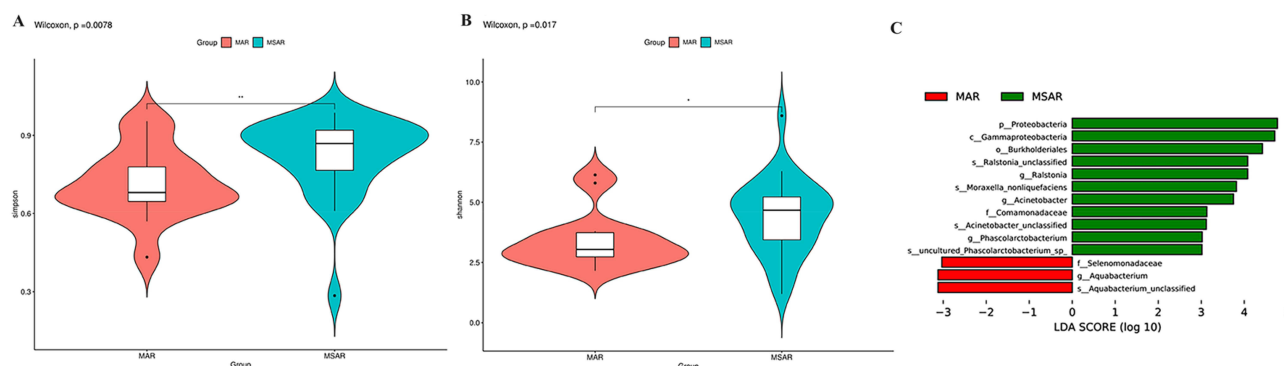 A
Wilcoxon, p =0.0078
Group MAR MSAR
**
0.9
0.6
0.3
simpson
MAR MSAR
Group
B
Wilcoxon, p =0.017
Group MAR MSAR
*
10.0
7.5
5.0
2.5
0.0
shannon
MAR MSAR
Group
C
MAR MSAR
p__Proteobacteria
c__Gammaproteobacteria
o__Burkholderiales
s__Ralstonia_unclassified
g__Ralstonia
s__Moraxella_nonliquefaciens
g__Acinetobacter
f__Comamonadaceae
s__Acinetobacter_unclassified
g__Phascolarctobacterium
s__uncultured_Phascolarctobacterium_sp_
f__Selenomonadaceae
g__Aquabacterium
s__Aquabacterium_unclassified
−3 −2 −1 0 1 2 3 4
LDA SCORE (log 10)